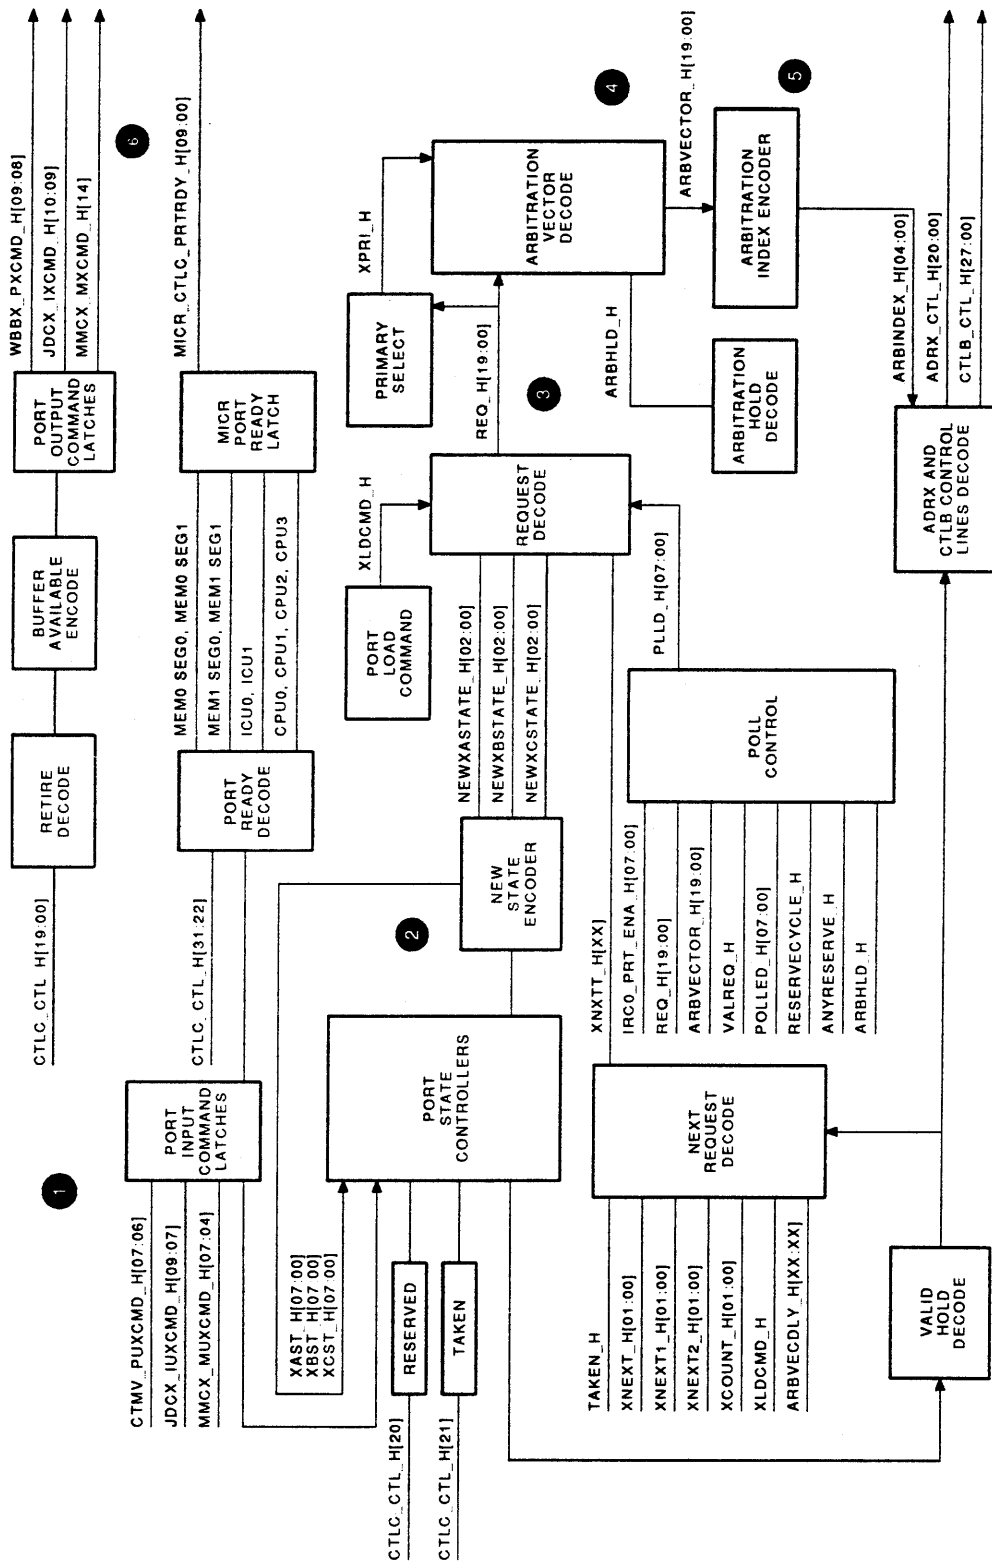 CTMV_PUXCMD_H[07:06]
JDCX_IUXCMD_H[09:07]
MMCX_MUXCMD_H[07:04]
1
PORT
INPUT
COMMAND
LATCHES
CTLC_CTL_H[19:00]
RETIRE
DECODE
BUFFER
AVAILABLE
ENCODE
PORT
OUTPUT
COMMAND
LATCHES
WBBX_PXCMD_H[09:08]
JDCX_IXCMD_H[10:09]
MMCX_MXCMD_H[14]
6
CTLC_CTL_H[31:22]
PORT
READY
DECODE
MEM0 SEG0, MEM0 SEG1
MEM1 SEG0, MEM1 SEG1
ICU0, ICU1
CPU0, CPU1, CPU2, CPU3
MICR
PORT
READY
LATCH
MICR_CTLC_PRTRDY_H[09:00]
XAST_H[07:00]
XBST_H[07 00]
XCST_H[07:00]
CTLC_CTL_H[20]
RESERVED
CTLC_CTL_H[21]
TAKEN
PORT
STATE
CONTROLLERS
2
NEW
STATE
ENCODER
NEWXASTATE_H[02:00]
NEWXBSTATE_H[02:00]
NEWXCSTATE_H[02:00]
PORT
LOAD
COMMAND
XLDCMD_H
REQUEST
DECODE
3
REQ_H[19:00]
PRIMARY
SELECT
XPRI_H
ARBITRATION
VECTOR
DECODE
4
ARBHLD_H
ARBITRATION
HOLD
DECODE
ARBVECTOR_H[19:00]
ARBITRATION
INDEX ENCODER
5
TAKEN_H
XNEXT_H[01:00]
XNEXT1_H[01:00]
XNEXT2_H[01:00]
XCOUNT_H[01:00]
XLDCMD_H
ARBVECDLY_H[XX:XX]
NEXT
REQUEST
DECODE
XNXTT_H[XX]
IRC0_PRT_ENA_H[07:00]
REQ_H[19:00]
ARBVECTOR_H[19:00]
VALREQ_H
POLLED_H[07:00]
RESERVECYCLE_H
ANYRESERVE_H
ARBHLD_H
POLL
CONTROL
PLLD_H[07:00]
VALID
HOLD
DECODE
ADRX AND
CTLB CONTROL
LINES DECODE
ARBINDEX_H[04:00]
ADRX_CTL_H[20:00]
CTLB_CTL_H[27:00]